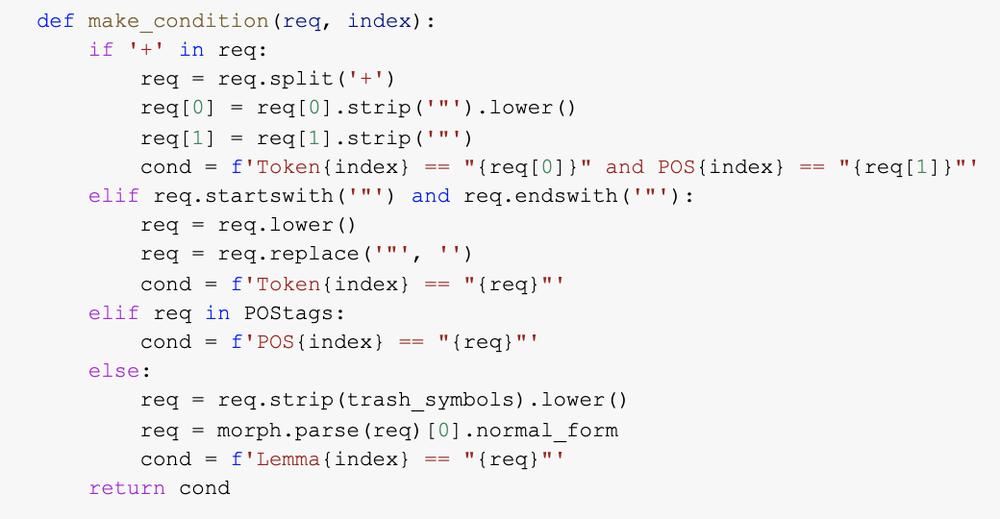 def make_condition(req, index):
    if '+' in req:
        req = req.split('+')
        req[0] = req[0].strip('"').lower()
        req[1] = req[1].strip('"')
        cond = f'Token{index} == "{req[0]}" and POS{index} == "{req[1]}"'
    elif req.startswith('"') and req.endswith('"'):
        req = req.lower()
        req = req.replace('"', '')
        cond = f'Token{index} == "{req}"'
    elif req in POStags:
        cond = f'POS{index} == "{req}"'
    else:
        req = req.strip(trash_symbols).lower()
        req = morph.parse(req)[0].normal_form
        cond = f'Lemma{index} == "{req}"'
    return cond